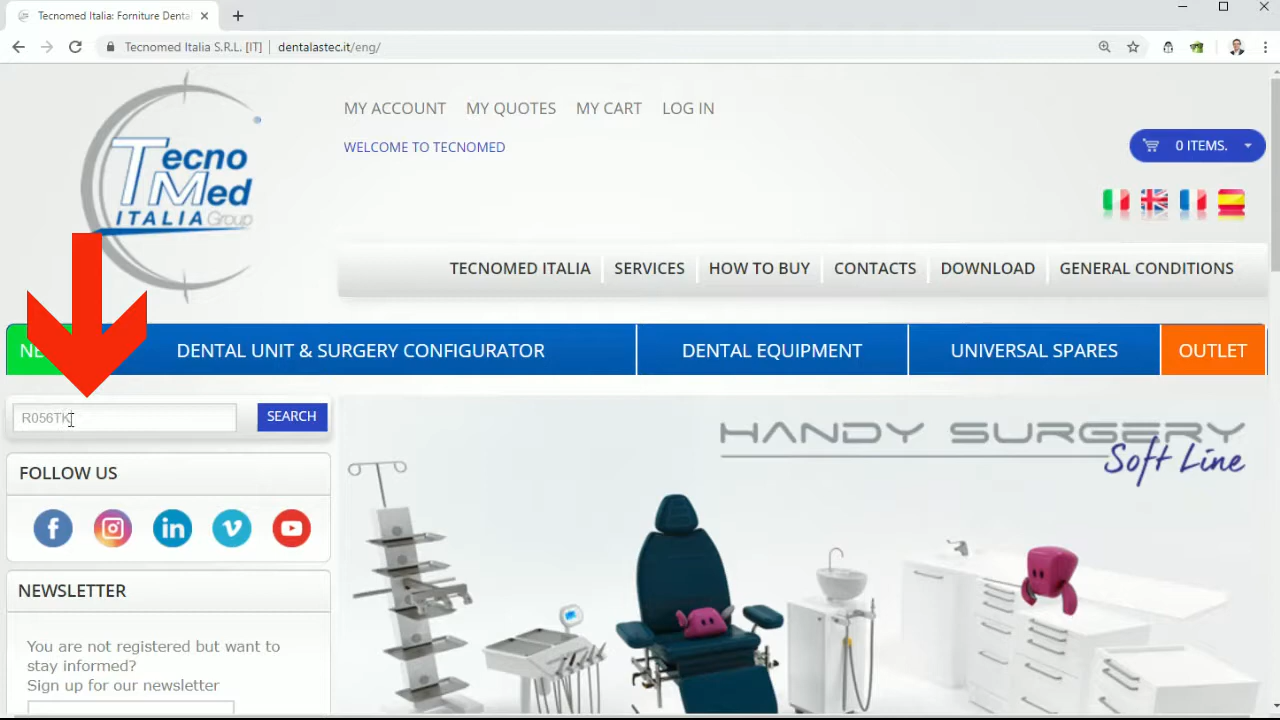 Tecnomed Italia: Forniture Denta
Tecnomed Italia S.R.L. [IT] dentalastec.it/eng/
Tecno
Med
ITALIA Group
MY ACCOUNT MY QUOTES MY CART LOG IN
WELCOME TO TECNOMED
0 ITEMS.
TECNOMED ITALIA SERVICES HOW TO BUY CONTACTS DOWNLOAD GENERAL CONDITIONS
DENTAL UNIT & SURGERY CONFIGURATOR DENTAL EQUIPMENT UNIVERSAL SPARES OUTLET
R056TK
SEARCH
HANDY SURGERY
Soft Line
FOLLOW US
NEWSLETTER
You are not registered but want to
stay informed?
Sign up for our newsletter